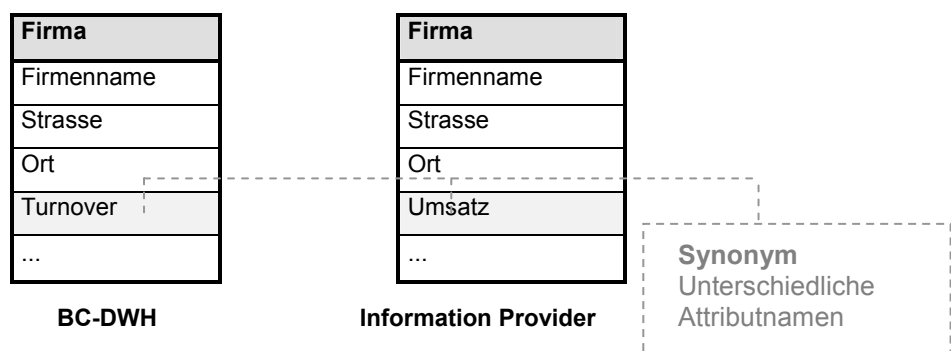 Firma
Firmenname
Strasse
Ort
Turnover
...
BC-DWH
Firma
Firmenname
Strasse
Ort
Umsatz
...
Information Provider
Synonym
Unterschiedliche
Attributnamen